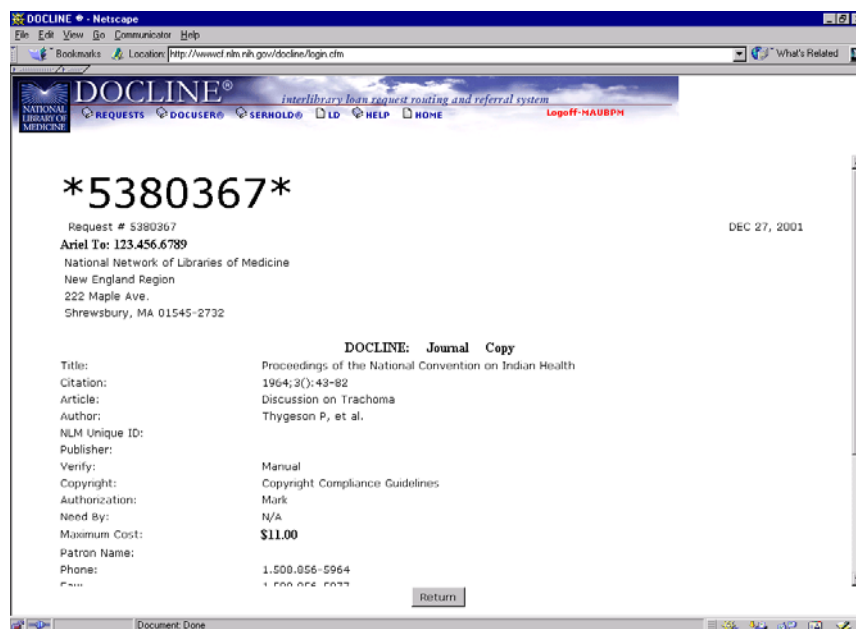 DOCLINE ® - Netscape
File Edit View Go Communicator Help
Bookmarks Location: http://wwwcf.nlm.nih.gov/docline/login.cfm What's Related
NATIONAL LIBRARY OF MEDICINE
DOCLINE®
interlibrary loan request routing and referral system
REQUESTS DOCUSER® SERHOLD® LD HELP HOME Logoff-MAUBPM
*5380367*
Request # 5380367 DEC 27, 2001
Ariel To: 123.456.6789
National Network of Libraries of Medicine
New England Region
222 Maple Ave.
Shrewsbury, MA 01545-2732
DOCLINE: Journal Copy
Title: Proceedings of the National Convention on Indian Health
Citation: 1964;3():43-82
Article: Discussion on Trachoma
Author: Thygeson P, et al.
NLM Unique ID:
Publisher:
Verify: Manual
Copyright: Copyright Compliance Guidelines
Authorization: Mark
Need By: N/A
Maximum Cost: $11.00
Patron Name:
Phone: 1.508.856-5964
Return
Document: Done